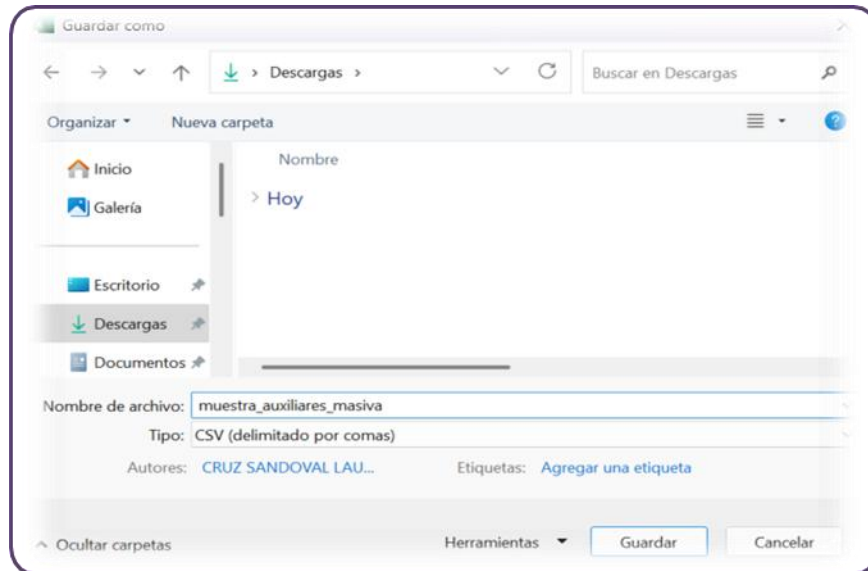 Guardar como
Descargas
Buscar en Descargas
Organizar
Nueva carpeta
?
Inicio
Nombre
Galería
Hoy
Escritorio
Descargas
Documentos
Nombre de archivo: muestra_auxiliares_masiva
Tipo: CSV (delimitado por comas)
Autores: CRUZ SANDOVAL LAU... Etiquetas: Agregar una etiqueta
Ocultar carpetas Herramientas Guardar Cancelar